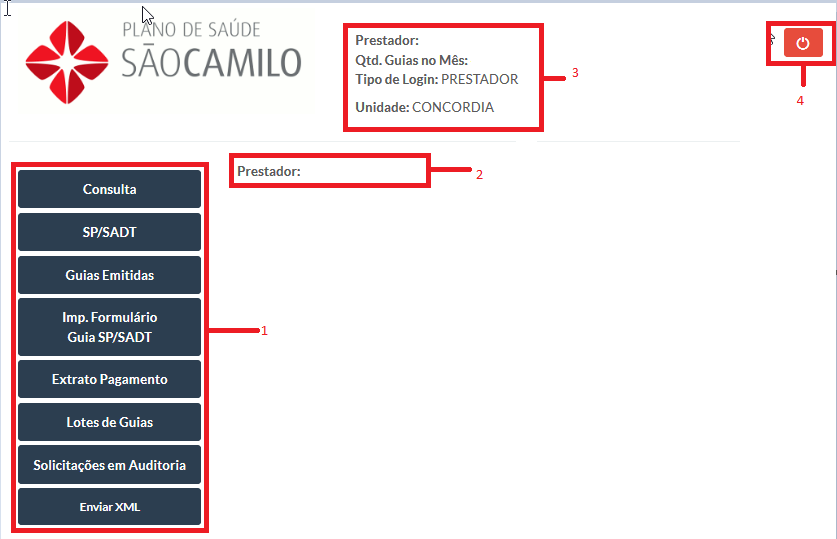 PLANO DE SAÚDE
SÃOCAMILO
Prestador:
Qtd. Guias no Mês:
Tipo de Login: PRESTADOR
Unidade: CONCORDIA
3
4
Prestador:
2
Consulta
SP/SADT
Guias Emitidas
Imp. Formulário
Guia SP/SADT
1
Extrato Pagamento
Lotes de Guias
Solicitações em Auditoria
Enviar XML